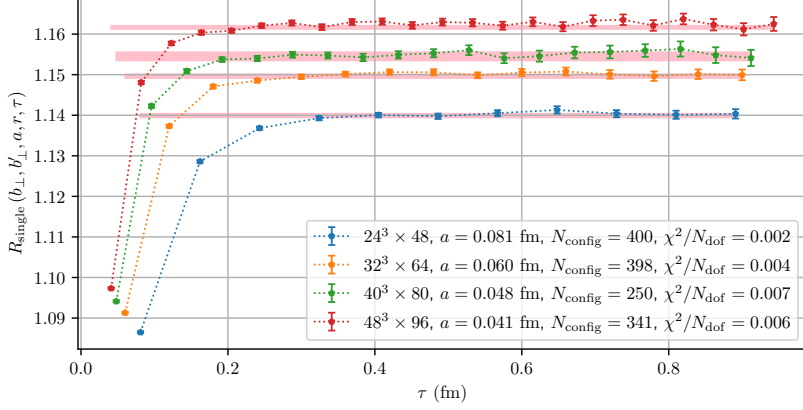 1.16
1.15
1.14
1.13
1.12
1.11
1.10
1.09
R_single(b_⊥, b′_⊥, a, r, τ)
24³ × 48, a = 0.081 fm, N_config = 400, χ²/N_dof = 0.002
32³ × 64, a = 0.060 fm, N_config = 398, χ²/N_dof = 0.004
40³ × 80, a = 0.048 fm, N_config = 250, χ²/N_dof = 0.007
48³ × 96, a = 0.041 fm, N_config = 341, χ²/N_dof = 0.006
0.0 0.2 0.4 0.6 0.8
τ (fm)